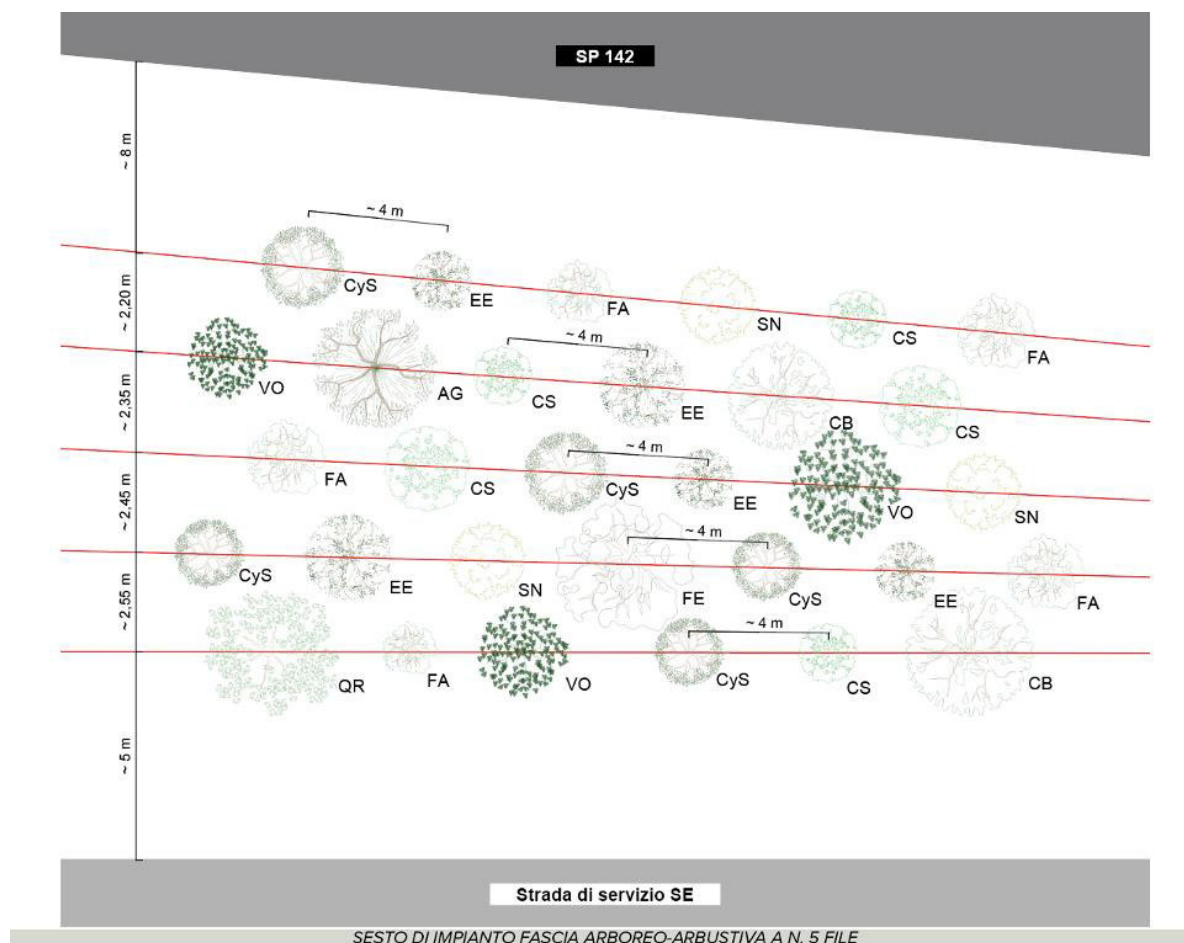 SP 142
~ 8 m
~ 4 m
CyS
EE
FA
SN
CS
FA
~ 2,20 m
~ 4 m
VO
AG
CS
EE
CB
CS
~ 2,35 m
~ 4 m
FA
CS
CyS
EE
VO
SN
~ 2,45 m
~ 4 m
CyS
EE
SN
FE
CyS
EE
FA
~ 2,55 m
~ 4 m
QR
FA
VO
CyS
CS
CB
~ 5 m
Strada di servizio SE
SESTO DI IMPIANTO FASCIA ARBOREO-ARBUSTIVA A N. 5 FILE